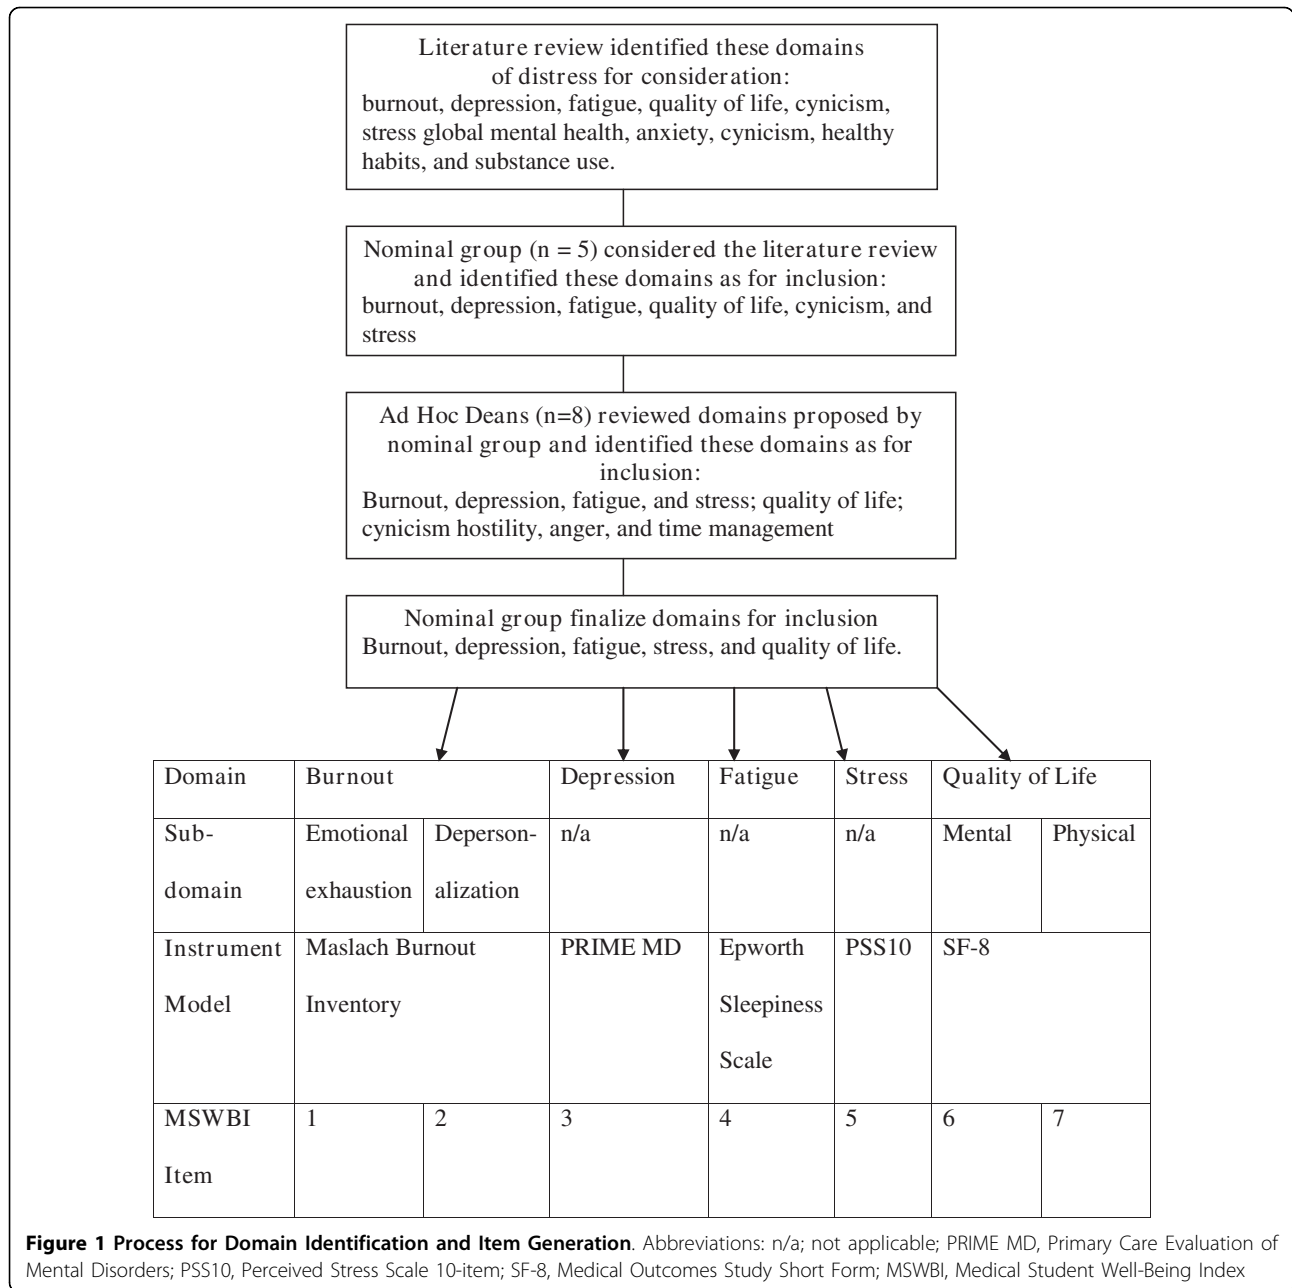 Literature review identified these domains
of distress for consideration:
burnout, depression, fatigue, quality of life, cynicism,
stress global mental health, anxiety, cynicism, healthy
habits, and substance use.
Nominal group (n = 5) considered the literature review
and identified these domains as for inclusion:
burnout, depression, fatigue, quality of life, cynicism, and
stress
Ad Hoc Deans (n=8) reviewed domains proposed by
nominal group and identified these domains as for
inclusion:
Burnout, depression, fatigue, and stress; quality of life;
cynicism hostility, anger, and time management
Nominal group finalize domains for inclusion
Burnout, depression, fatigue, stress, and quality of life.
Domain Burnout Depression Fatigue Stress Quality of Life
Sub- Emotional Deperson- n/a n/a n/a Mental Physical
domain exhaustion alization
Instrument Maslach Burnout PRIME MD Epworth PSS10 SF-8
Model Inventory Sleepiness
Scale
MSWBI 1 2 3 4 5 6 7
Item
Figure 1 Process for Domain Identification and Item Generation. Abbreviations: n/a; not applicable; PRIME MD, Primary Care Evaluation of
Mental Disorders; PSS10, Perceived Stress Scale 10-item; SF-8, Medical Outcomes Study Short Form; MSWBI, Medical Student Well-Being Index